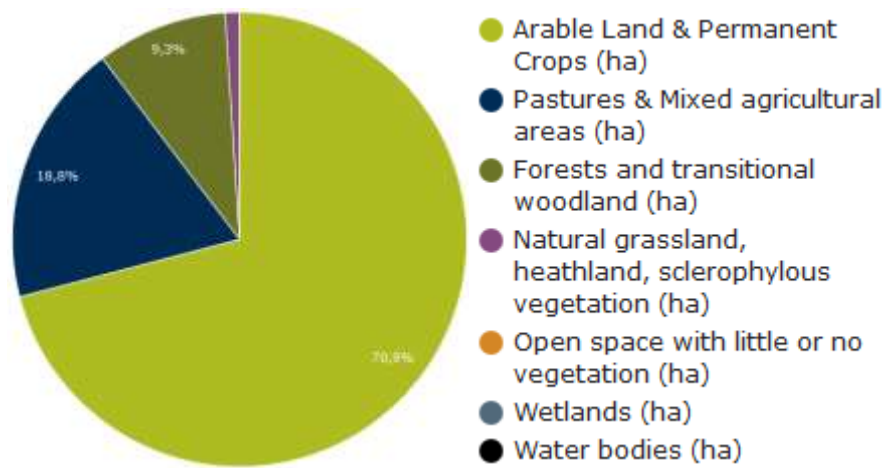 9,3%
18,8%
70,9%
Arable Land & Permanent
Crops (ha)
Pastures & Mixed agricultural
areas (ha)
Forests and transitional
woodland (ha)
Natural grassland,
heathland, sclerophylous
vegetation (ha)
Open space with little or no
vegetation (ha)
Wetlands (ha)
Water bodies (ha)